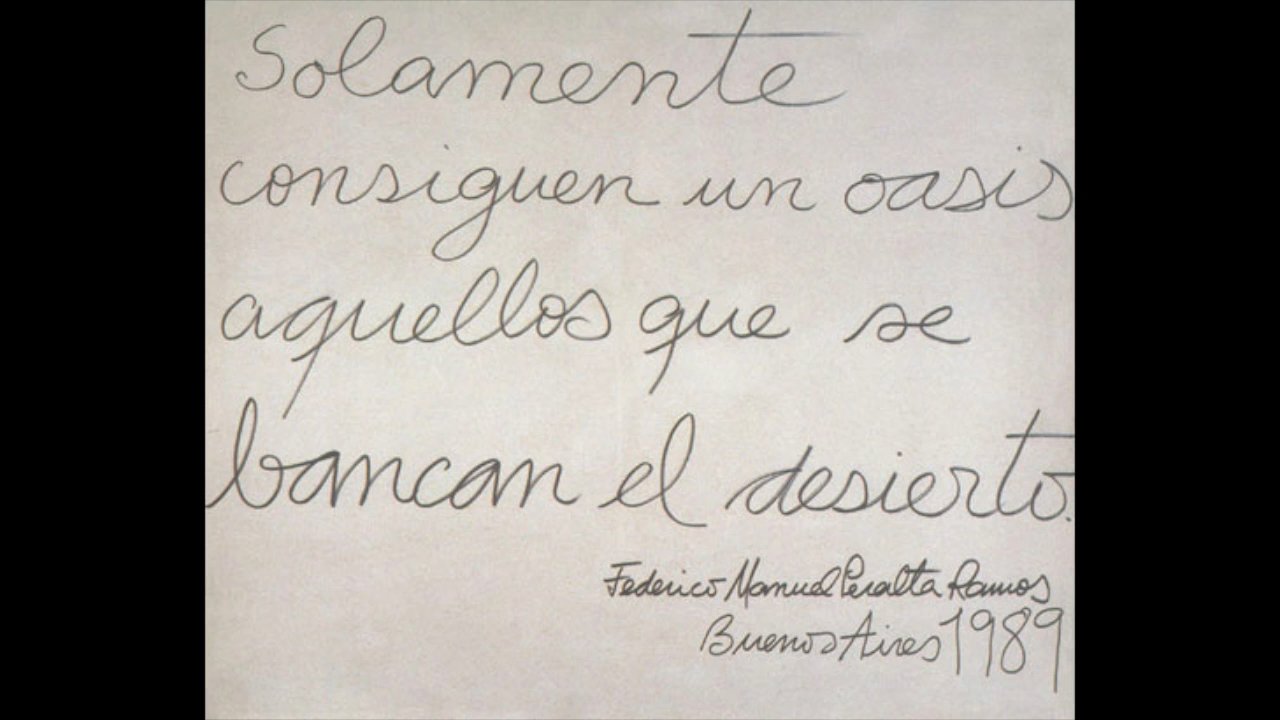 Solamente
consiguen un oasis
aquellos que se
bancan el desierto.
Federico Manuel Peralta Ramos
Buenos Aires 1989